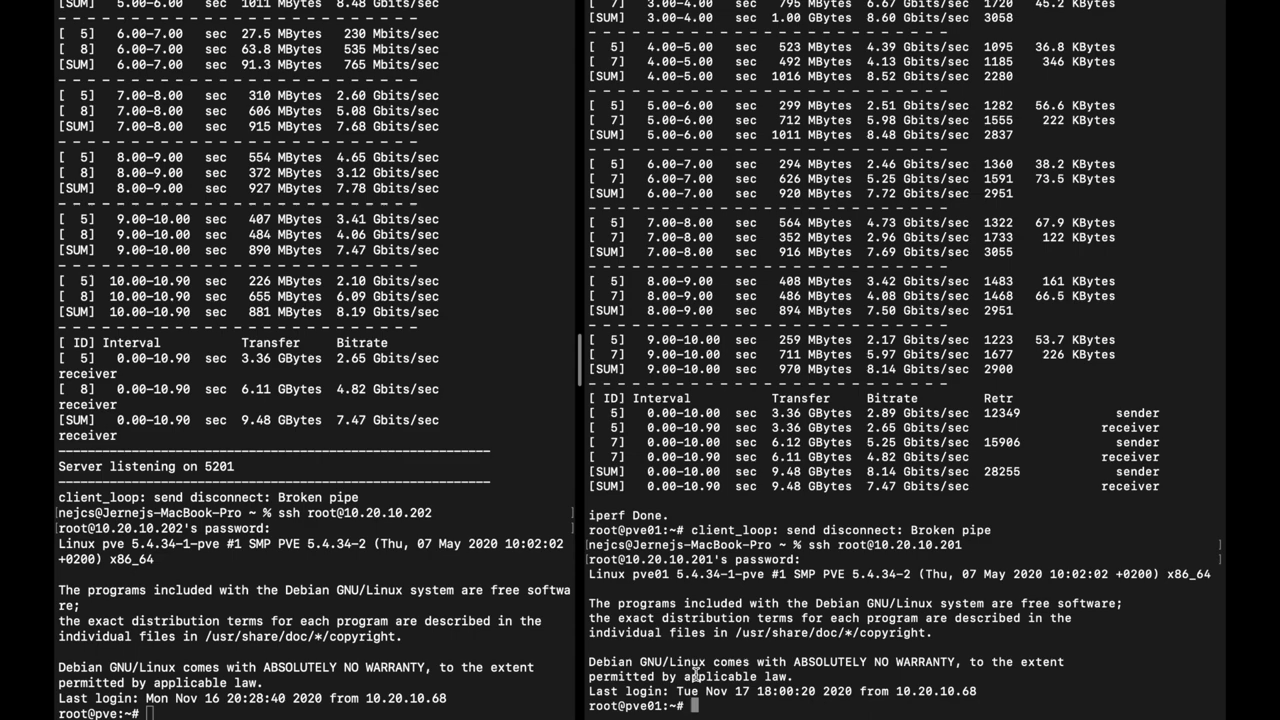 [SUM] 5.00-6.00 sec 1011 MBytes 8.48 Gbits/sec
- - - - - - - - - - - - - - - - - - - - - - - - -
[ 5] 6.00-7.00 sec 27.5 MBytes 230 Mbits/sec
[ 8] 6.00-7.00 sec 63.8 MBytes 535 Mbits/sec
[SUM] 6.00-7.00 sec 91.3 MBytes 765 Mbits/sec
- - - - - - - - - - - - - - - - - - - - - - - - -
[ 5] 7.00-8.00 sec 310 MBytes 2.60 Gbits/sec
[ 8] 7.00-8.00 sec 606 MBytes 5.08 Gbits/sec
[SUM] 7.00-8.00 sec 915 MBytes 7.68 Gbits/sec
- - - - - - - - - - - - - - - - - - - - - - - - -
[ 5] 8.00-9.00 sec 554 MBytes 4.65 Gbits/sec
[ 8] 8.00-9.00 sec 372 MBytes 3.12 Gbits/sec
[SUM] 8.00-9.00 sec 927 MBytes 7.78 Gbits/sec
- - - - - - - - - - - - - - - - - - - - - - - - -
[ 5] 9.00-10.00 sec 407 MBytes 3.41 Gbits/sec
[ 8] 9.00-10.00 sec 484 MBytes 4.06 Gbits/sec
[SUM] 9.00-10.00 sec 890 MBytes 7.47 Gbits/sec
- - - - - - - - - - - - - - - - - - - - - - - - -
[ 5] 10.00-10.90 sec 226 MBytes 2.10 Gbits/sec
[ 8] 10.00-10.90 sec 655 MBytes 6.09 Gbits/sec
[SUM] 10.00-10.90 sec 881 MBytes 8.19 Gbits/sec
- - - - - - - - - - - - - - - - - - - - - - - - -
[ ID] Interval Transfer Bitrate
[ 5] 0.00-10.90 sec 3.36 GBytes 2.65 Gbits/sec
receiver
[ 8] 0.00-10.90 sec 6.11 GBytes 4.82 Gbits/sec
receiver
[SUM] 0.00-10.90 sec 9.48 GBytes 7.47 Gbits/sec
receiver
-----------------------------------------------------------
Server listening on 5201
-----------------------------------------------------------
client_loop: send disconnect: Broken pipe
[nejcs@Jernejs-MacBook-Pro ~ % ssh root@10.20.10.202 ]
[root@10.20.10.202's password: ]
Linux pve 5.4.34-1-pve #1 SMP PVE 5.4.34-2 (Thu, 07 May 2020 10:02:02
+0200) x86_64
The programs included with the Debian GNU/Linux system are free softwa
re;
the exact distribution terms for each program are described in the
individual files in /usr/share/doc/*/copyright.
Debian GNU/Linux comes with ABSOLUTELY NO WARRANTY, to the extent
permitted by applicable law.
Last login: Mon Nov 16 20:28:40 2020 from 10.20.10.68
root@pve:~#
[ 7] 3.00-4.00 sec 795 MBytes 6.67 Gbits/sec 1720 45.2 KBytes
[SUM] 3.00-4.00 sec 1.00 GBytes 8.60 Gbits/sec 3058
- - - - - - - - - - - - - - - - - - - - - - - - -
[ 5] 4.00-5.00 sec 523 MBytes 4.39 Gbits/sec 1095 36.8 KBytes
[ 7] 4.00-5.00 sec 492 MBytes 4.13 Gbits/sec 1185 346 KBytes
[SUM] 4.00-5.00 sec 1016 MBytes 8.52 Gbits/sec 2280
- - - - - - - - - - - - - - - - - - - - - - - - -
[ 5] 5.00-6.00 sec 299 MBytes 2.51 Gbits/sec 1282 56.6 KBytes
[ 7] 5.00-6.00 sec 712 MBytes 5.98 Gbits/sec 1555 222 KBytes
[SUM] 5.00-6.00 sec 1011 MBytes 8.48 Gbits/sec 2837
- - - - - - - - - - - - - - - - - - - - - - - - -
[ 5] 6.00-7.00 sec 294 MBytes 2.46 Gbits/sec 1360 38.2 KBytes
[ 7] 6.00-7.00 sec 626 MBytes 5.25 Gbits/sec 1591 73.5 KBytes
[SUM] 6.00-7.00 sec 920 MBytes 7.72 Gbits/sec 2951
- - - - - - - - - - - - - - - - - - - - - - - - -
[ 5] 7.00-8.00 sec 564 MBytes 4.73 Gbits/sec 1322 67.9 KBytes
[ 7] 7.00-8.00 sec 352 MBytes 2.96 Gbits/sec 1733 122 KBytes
[SUM] 7.00-8.00 sec 916 MBytes 7.69 Gbits/sec 3055
- - - - - - - - - - - - - - - - - - - - - - - - -
[ 5] 8.00-9.00 sec 408 MBytes 3.42 Gbits/sec 1483 161 KBytes
[ 7] 8.00-9.00 sec 486 MBytes 4.08 Gbits/sec 1468 66.5 KBytes
[SUM] 8.00-9.00 sec 894 MBytes 7.50 Gbits/sec 2951
- - - - - - - - - - - - - - - - - - - - - - - - -
[ 5] 9.00-10.00 sec 259 MBytes 2.17 Gbits/sec 1223 53.7 KBytes
[ 7] 9.00-10.00 sec 711 MBytes 5.97 Gbits/sec 1677 226 KBytes
[SUM] 9.00-10.00 sec 970 MBytes 8.14 Gbits/sec 2900
- - - - - - - - - - - - - - - - - - - - - - - - -
[ ID] Interval Transfer Bitrate Retr
[ 5] 0.00-10.00 sec 3.36 GBytes 2.89 Gbits/sec 12349 sender
[ 5] 0.00-10.90 sec 3.36 GBytes 2.65 Gbits/sec receiver
[ 7] 0.00-10.00 sec 6.12 GBytes 5.25 Gbits/sec 15906 sender
[ 7] 0.00-10.90 sec 6.11 GBytes 4.82 Gbits/sec receiver
[SUM] 0.00-10.00 sec 9.48 GBytes 8.14 Gbits/sec 28255 sender
[SUM] 0.00-10.90 sec 9.48 GBytes 7.47 Gbits/sec receiver
iperf Done.
root@pve01:~# client_loop: send disconnect: Broken pipe
[nejcs@Jernejs-MacBook-Pro ~ % ssh root@10.20.10.201 ]
[root@10.20.10.201's password: ]
Linux pve01 5.4.34-1-pve #1 SMP PVE 5.4.34-2 (Thu, 07 May 2020 10:02:02 +0200) x86_64
The programs included with the Debian GNU/Linux system are free software;
the exact distribution terms for each program are described in the
individual files in /usr/share/doc/*/copyright.
Debian GNU/Linux comes with ABSOLUTELY NO WARRANTY, to the extent
permitted by applicable law.
Last login: Tue Nov 17 18:00:20 2020 from 10.20.10.68
root@pve01:~#